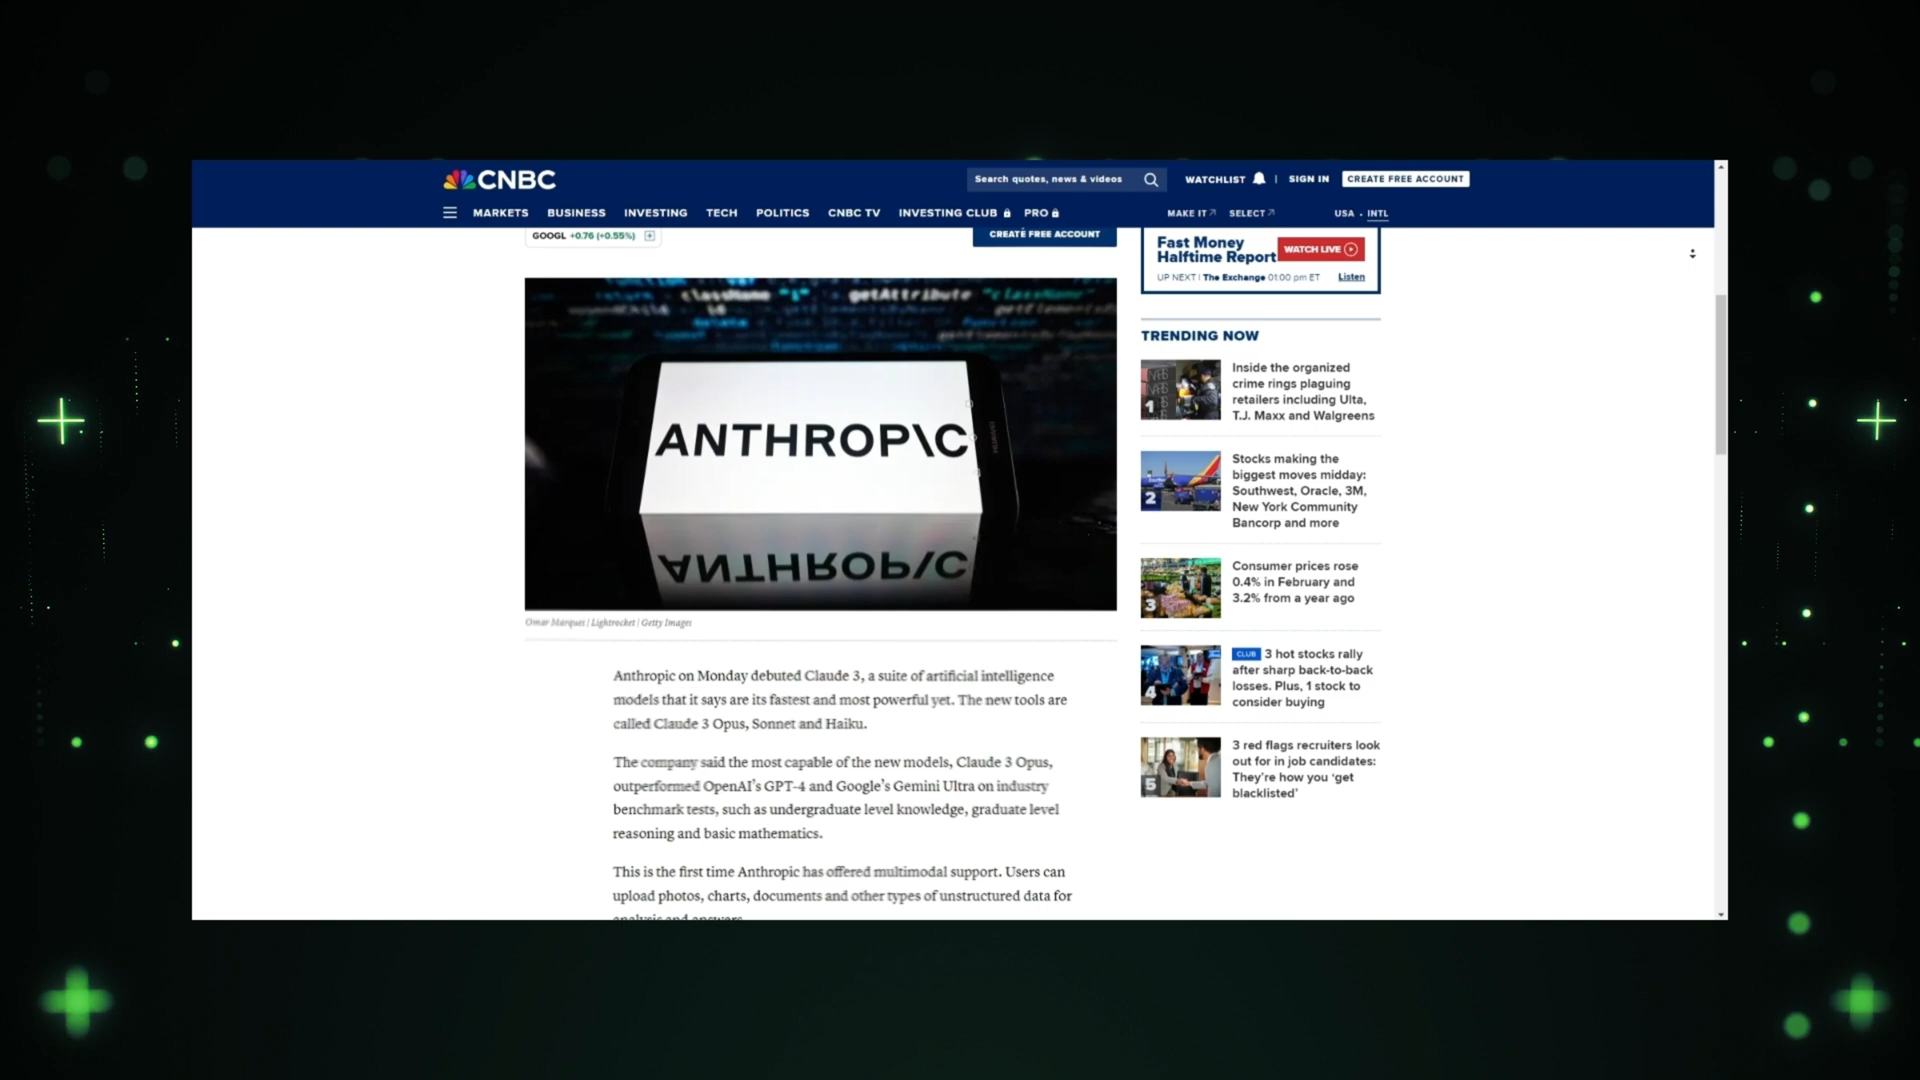 CNBC
Search quotes, news & videos
WATCHLIST
SIGN IN
CREATE FREE ACCOUNT
MARKETS BUSINESS INVESTING TECH POLITICS CNBC TV INVESTING CLUB PRO
MAKE IT SELECT
USA • INTL
GOOGL +0.76 (+0.55%)
CREATE FREE ACCOUNT
className "i" getAttribute "className"
ANTHROP\C
ANTHROP\C
Omar Marques | Lightrocket | Getty Images
Anthropic on Monday debuted Claude 3, a suite of artificial intelligence
models that it says are its fastest and most powerful yet. The new tools are
called Claude 3 Opus, Sonnet and Haiku.
The company said the most capable of the new models, Claude 3 Opus,
outperformed OpenAI's GPT-4 and Google's Gemini Ultra on industry
benchmark tests, such as undergraduate level knowledge, graduate level
reasoning and basic mathematics.
This is the first time Anthropic has offered multimodal support. Users can
upload photos, charts, documents and other types of unstructured data for
analysis and answers.
Fast Money
Halftime Report
WATCH LIVE
UP NEXT | The Exchange 01:00 pm ET
Listen
TRENDING NOW
1
Inside the organized
crime rings plaguing
retailers including Ulta,
T.J. Maxx and Walgreens
2
Stocks making the
biggest moves midday:
Southwest, Oracle, 3M,
New York Community
Bancorp and more
3
Consumer prices rose
0.4% in February and
3.2% from a year ago
4
CLUB 3 hot stocks rally
after sharp back-to-back
losses. Plus, 1 stock to
consider buying
5
3 red flags recruiters look
out for in job candidates:
They're how you 'get
blacklisted'